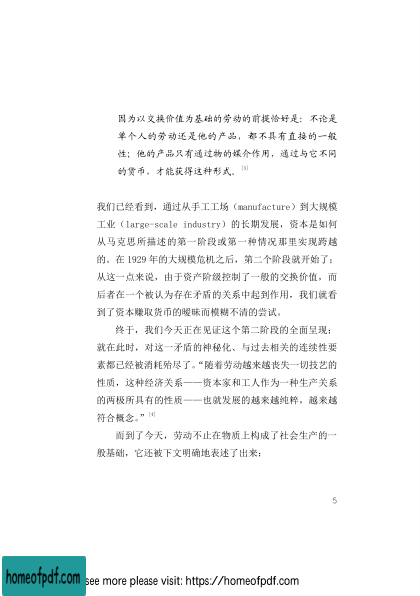 因为以交换价值为基础的劳动的前提恰好是：不论是
单个人的劳动还是他的产品，都不具有直接的一般
性；他的产品只有通过物的媒介作用，通过与它不同
的货币，才能获得这种形式。[3]
我们已经看到，通过从手工工场（manufacture）到大规模
工业（large-scale industry）的长期发展，资本是如何
从马克思所描述的第一阶段或第一种情况那里实现跨越
的。在 1929 年的大规模危机之后，第二个阶段就开始了；
从这一点来说，由于资产阶级控制了一般的交换价值，而
后者在一个被认为存在矛盾的关系中起到作用，我们就看
到了资本赚取货币的暧昧而模糊不清的尝试。
终于，我们今天正在见证这个第二阶段的全面呈现；
就在此时，对这一矛盾的神秘化、与过去相关的连续性要
素都已经被消耗殆尽了。“随着劳动越来越丧失一切技艺的
性质，这种经济关系——资本家和工人作为一种生产关系
的两极所具有的性质——也就发展的越来越纯粹，越来越
符合概念。”[4]
而到了今天，劳动不止在物质上构成了社会生产的一
般基础，它还被下文明确地表述了出来：
5
homeofpdf.com
see more please visit: https://homeofpdf.com